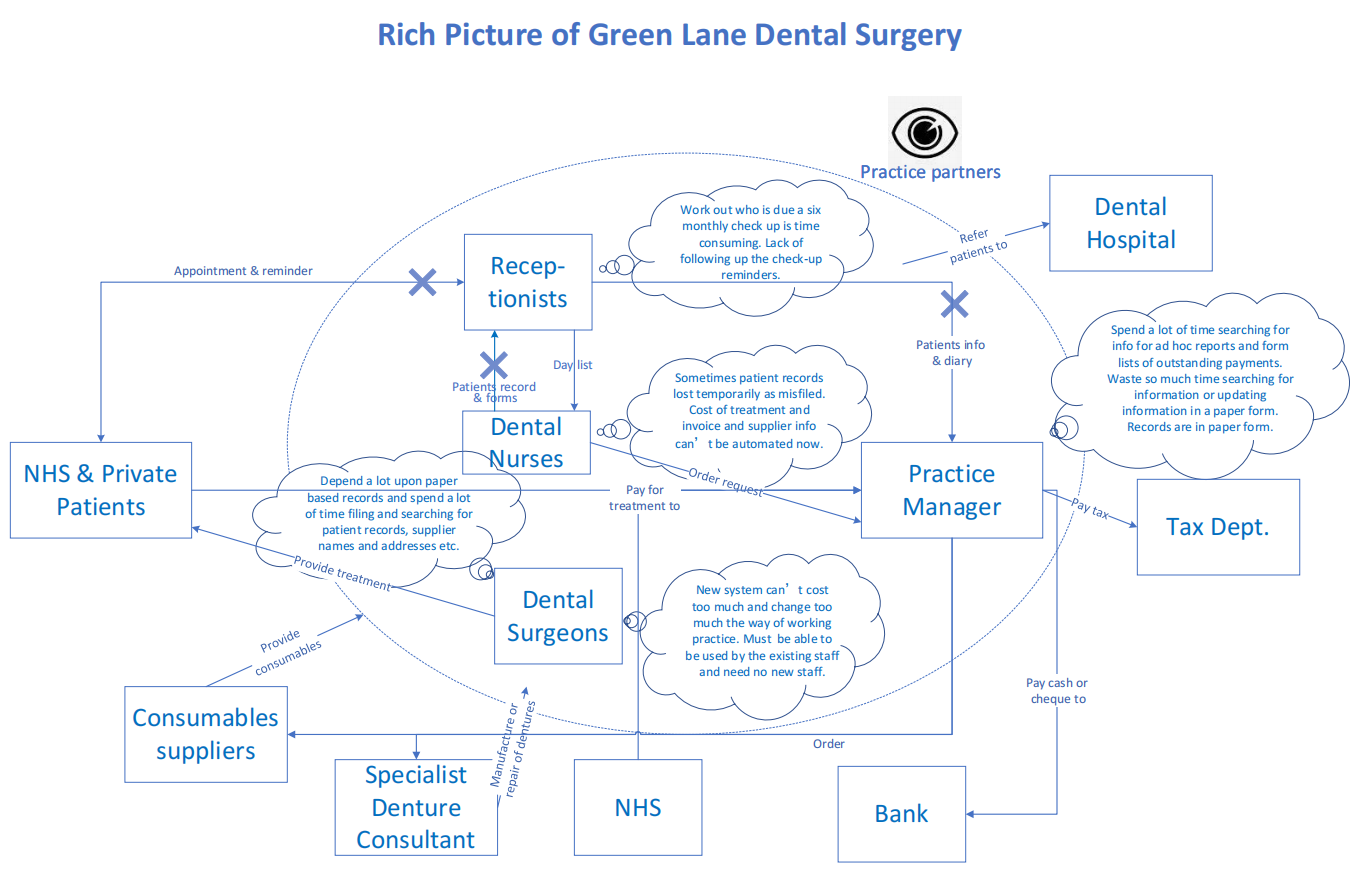 Rich Picture of Green Lane Dental Surgery
Practice partners
Dental
Hospital
Refer
patients to
Work out who is due a six
monthly check up is time
consuming. Lack of
following up the check-up
reminders.
Recep-
tionists
Appointment & reminder
Patients info
& diary
Spend a lot of time searching for
info for ad hoc reports and form
lists of outstanding payments.
Waste so much time searching for
information or updating
information in a paper form.
Records are in paper form.
Day list
Patients record
& forms
Sometimes patient records
lost temporarily as misfiled.
Cost of treatment and
invoice and supplier info
can’t be automated now.
Dental
Nurses
NHS & Private
Patients
Depend a lot upon paper
based records and spend a lot
of time filing and searching for
patient records, supplier
names and addresses etc.
Order request
Pay for
treatment to
Practice
Manager
Pay tax
Tax Dept.
Provide treatment
Dental
Surgeons
New system can’t cost
too much and change too
much the way of working
practice. Must be able to
be used by the existing staff
and need no new staff.
Provide
consumables
Pay cash or
cheque to
Consumables
suppliers
Manufacture or
repair of dentures
Order
Specialist
Denture
Consultant
NHS
Bank